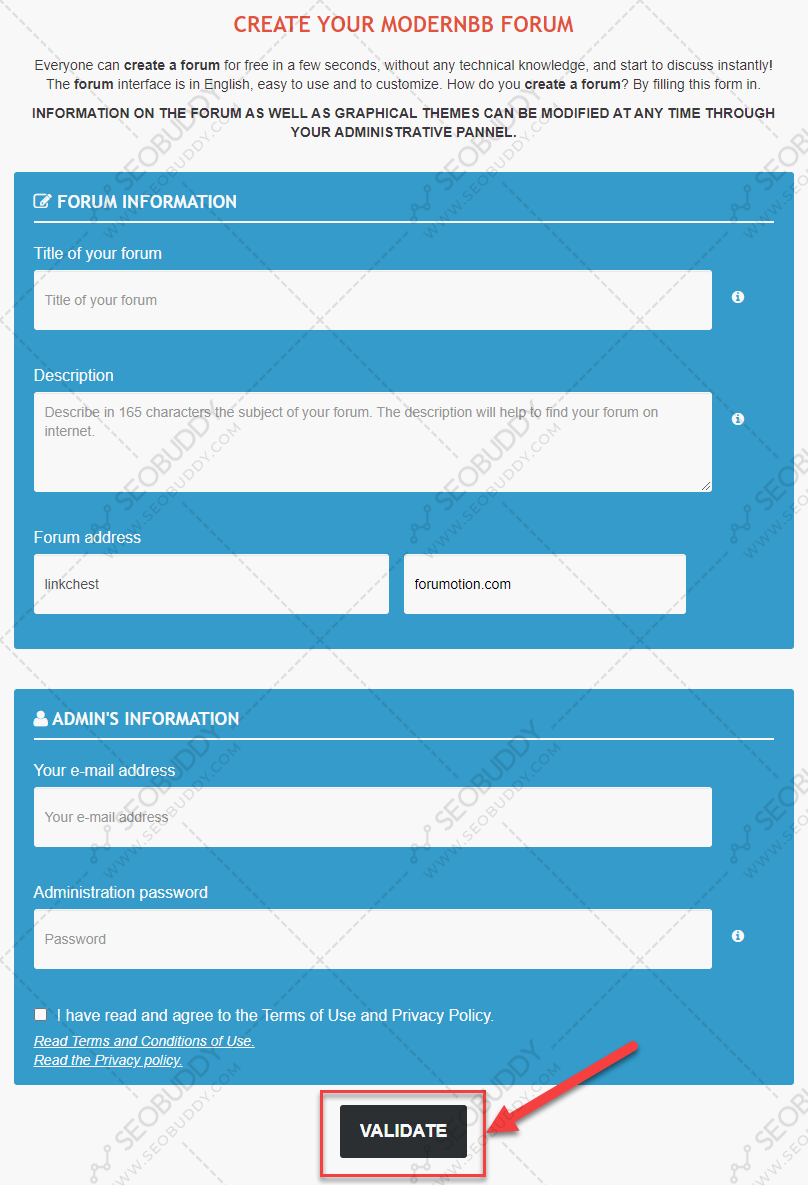 CREATE YOUR MODERNBB FORUM
Everyone can create a forum for free in a few seconds, without any technical knowledge, and start to discuss instantly!
The forum interface is in English, easy to use and to customize. How do you create a forum? By filling this form in.
INFORMATION ON THE FORUM AS WELL AS GRAPHICAL THEMES CAN BE MODIFIED AT ANY TIME THROUGH
YOUR ADMINISTRATIVE PANNEL.
FORUM INFORMATION
Title of your forum
Title of your forum
Description
Describe in 165 characters the subject of your forum. The description will help to find your forum on
internet.
Forum address
linkchest forumotion.com
ADMIN'S INFORMATION
Your e-mail address
Your e-mail address
Administration password
Password
I have read and agree to the Terms of Use and Privacy Policy.
Read Terms and Conditions of Use.
Read the Privacy policy.
VALIDATE
SEOBUDDY
WWW.SEOBUDDY.COM